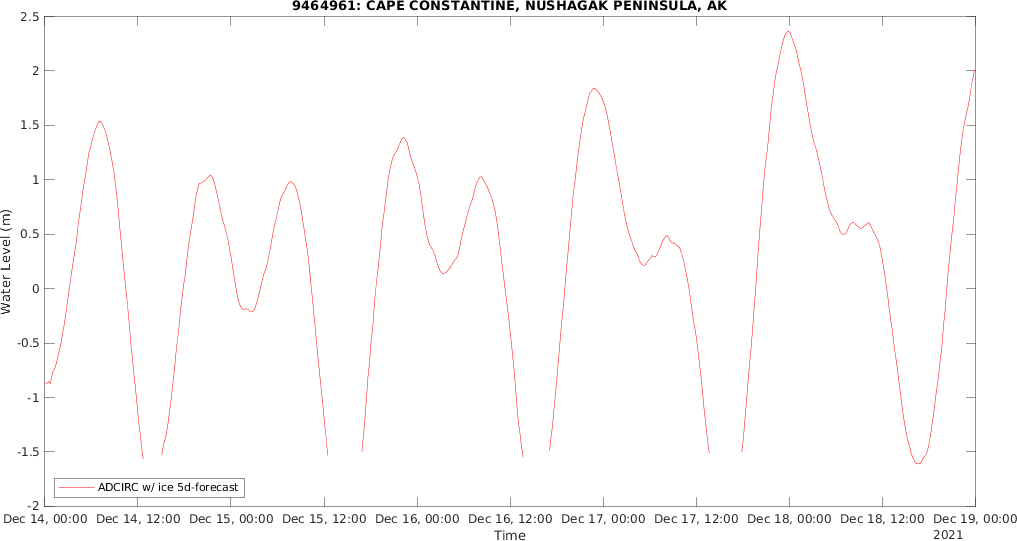 9464961: CAPE CONSTANTINE, NUSHAGAK PENINSULA, AK
2.5
2
1.5
1
0.5
0
-0.5
-1
-1.5
-2
Water Level (m)
ADCIRC w/ ice 5d-forecast
Dec 14, 00:00 Dec 14, 12:00 Dec 15, 00:00 Dec 15, 12:00 Dec 16, 00:00 Dec 16, 12:00 Dec 17, 00:00 Dec 17, 12:00 Dec 18, 00:00 Dec 18, 12:00 Dec 19, 00:00
Time
2021